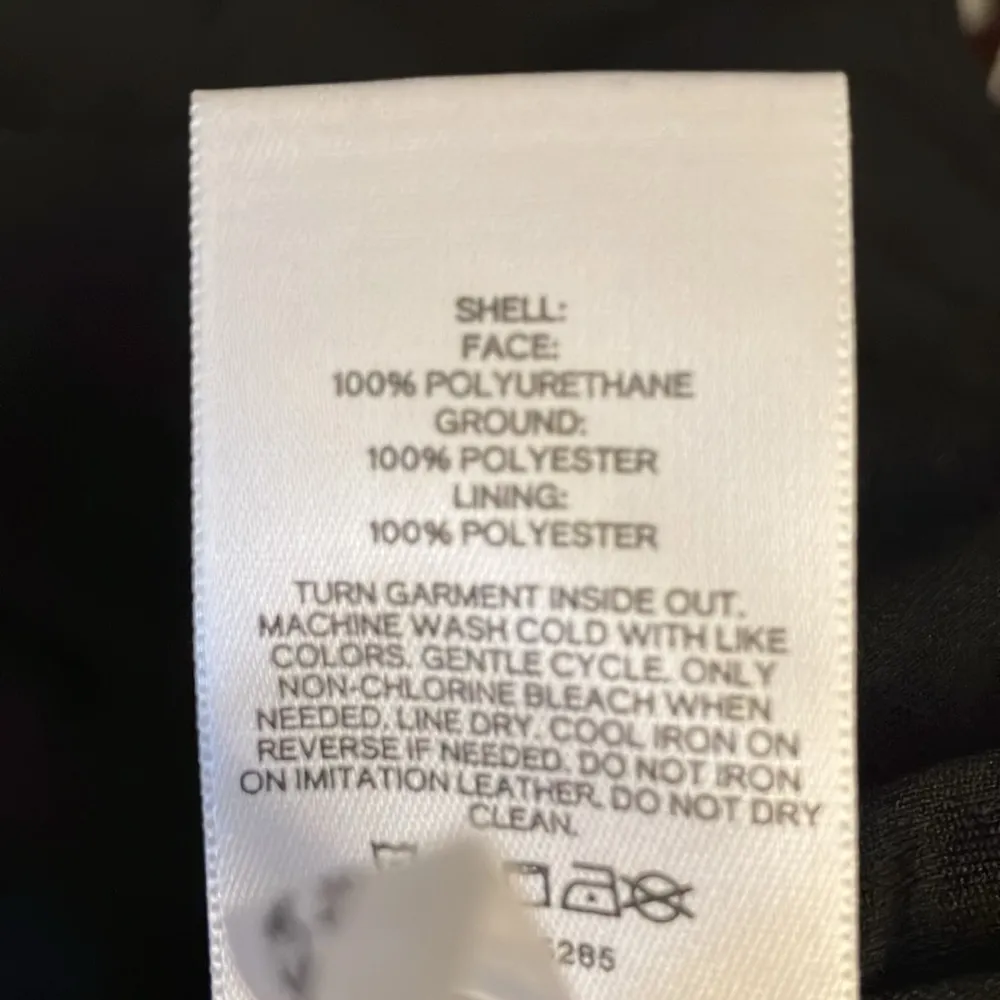 SHELL:
FACE:
100% POLYURETHANE
GROUND:
100% POLYESTER
LINING:
100% POLYESTER
TURN GARMENT INSIDE OUT.
MACHINE WASH COLD WITH LIKE
COLORS. GENTLE CYCLE. ONLY
NON-CHLORINE BLEACH WHEN
NEEDED. LINE DRY. COOL IRON ON
REVERSE IF NEEDED. DO NOT IRON
ON IMITATION LEATHER. DO NOT DRY
CLEAN.
285